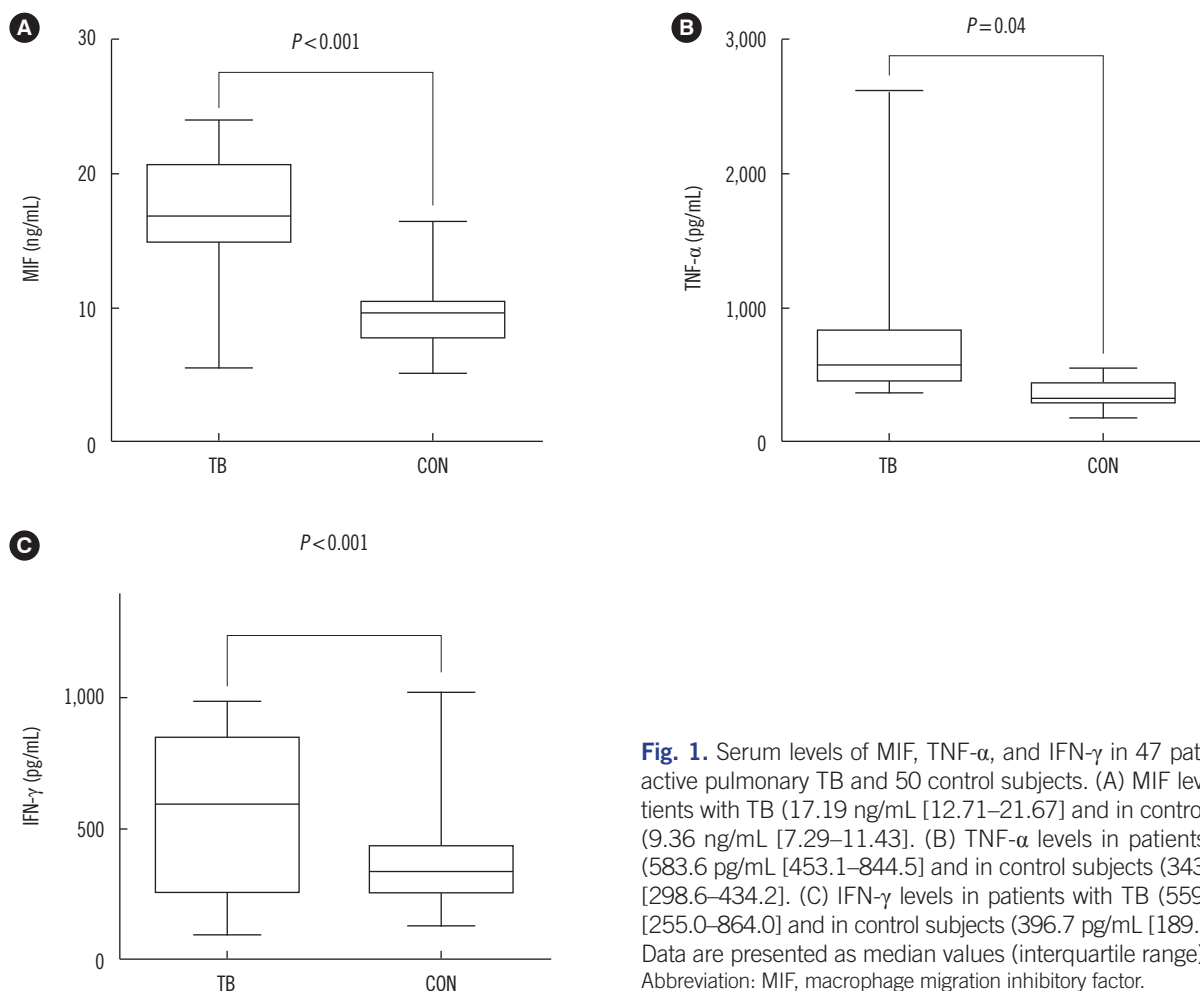 A
30
P<0.001
20
MIF (ng/mL)
10
0
TB CON
B
3,000
P=0.04
2,000
TNF-α (pg/mL)
1,000
0
TB CON
C
P<0.001
1,000
IFN-γ (pg/mL)
500
0
TB CON
Fig. 1. Serum levels of MIF, TNF-α, and IFN-γ in 47 pat
active pulmonary TB and 50 control subjects. (A) MIF lev
tients with TB (17.19 ng/mL [12.71–21.67] and in control
(9.36 ng/mL [7.29–11.43]. (B) TNF-α levels in patients
(583.6 pg/mL [453.1–844.5] and in control subjects (343
[298.6–434.2]. (C) IFN-γ levels in patients with TB (559
[255.0–864.0] and in control subjects (396.7 pg/mL [189.
Data are presented as median values (interquartile range)
Abbreviation: MIF, macrophage migration inhibitory factor.